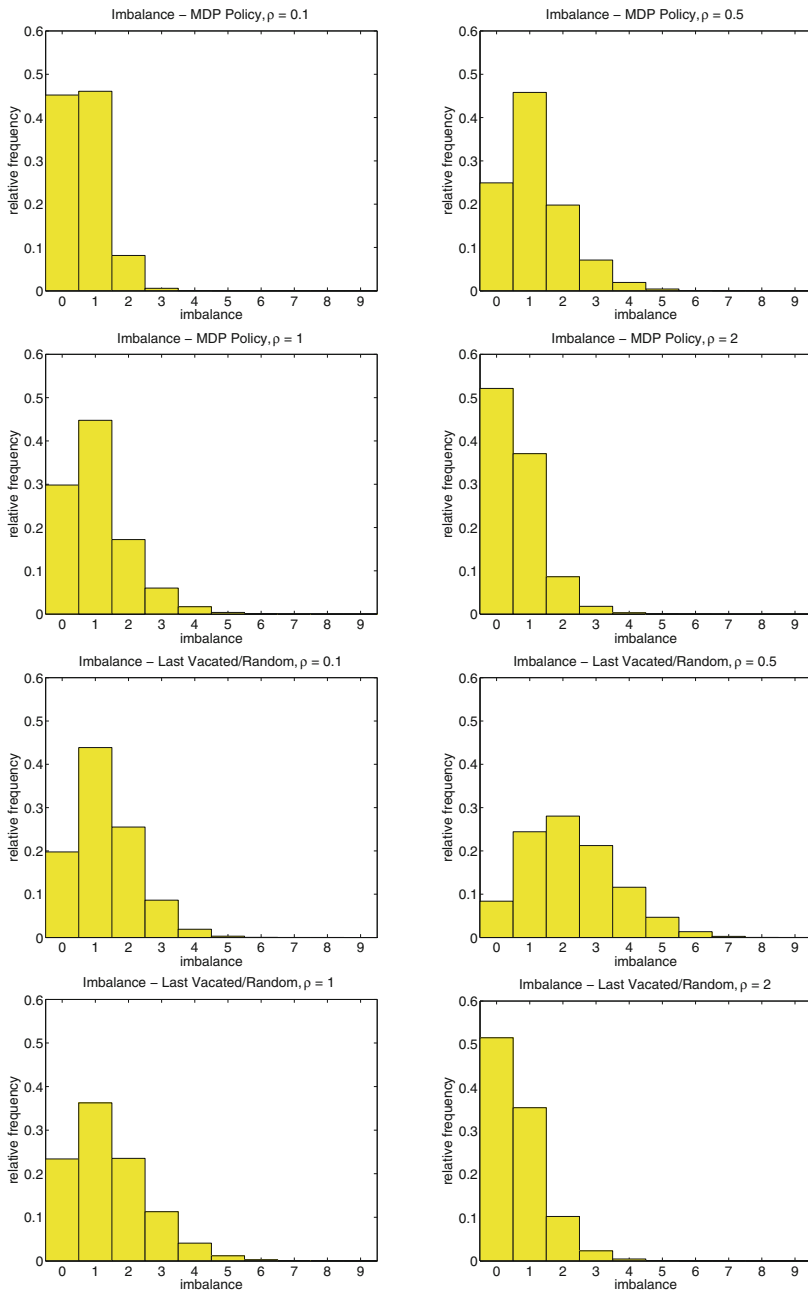 Imbalance – MDP Policy, ρ = 0.1
relative frequency
0.6
0.5
0.4
0.3
0.2
0.1
0
0 1 2 3 4 5 6 7 8 9
imbalance
Imbalance – MDP Policy, ρ = 0.5
relative frequency
0.6
0.5
0.4
0.3
0.2
0.1
0
0 1 2 3 4 5 6 7 8 9
imbalance
Imbalance – MDP Policy, ρ = 1
relative frequency
0.6
0.5
0.4
0.3
0.2
0.1
0
0 1 2 3 4 5 6 7 8 9
imbalance
Imbalance – MDP Policy, ρ = 2
relative frequency
0.6
0.5
0.4
0.3
0.2
0.1
0
0 1 2 3 4 5 6 7 8 9
imbalance
Imbalance – Last Vacated/Random, ρ = 0.1
relative frequency
0.6
0.5
0.4
0.3
0.2
0.1
0
0 1 2 3 4 5 6 7 8 9
imbalance
Imbalance – Last Vacated/Random, ρ = 0.5
relative frequency
0.6
0.5
0.4
0.3
0.2
0.1
0
0 1 2 3 4 5 6 7 8 9
imbalance
Imbalance – Last Vacated/Random, ρ = 1
relative frequency
0.6
0.5
0.4
0.3
0.2
0.1
0
0 1 2 3 4 5 6 7 8 9
imbalance
Imbalance – Last Vacated/Random, ρ = 2
relative frequency
0.6
0.5
0.4
0.3
0.2
0.1
0
0 1 2 3 4 5 6 7 8 9
imbalance